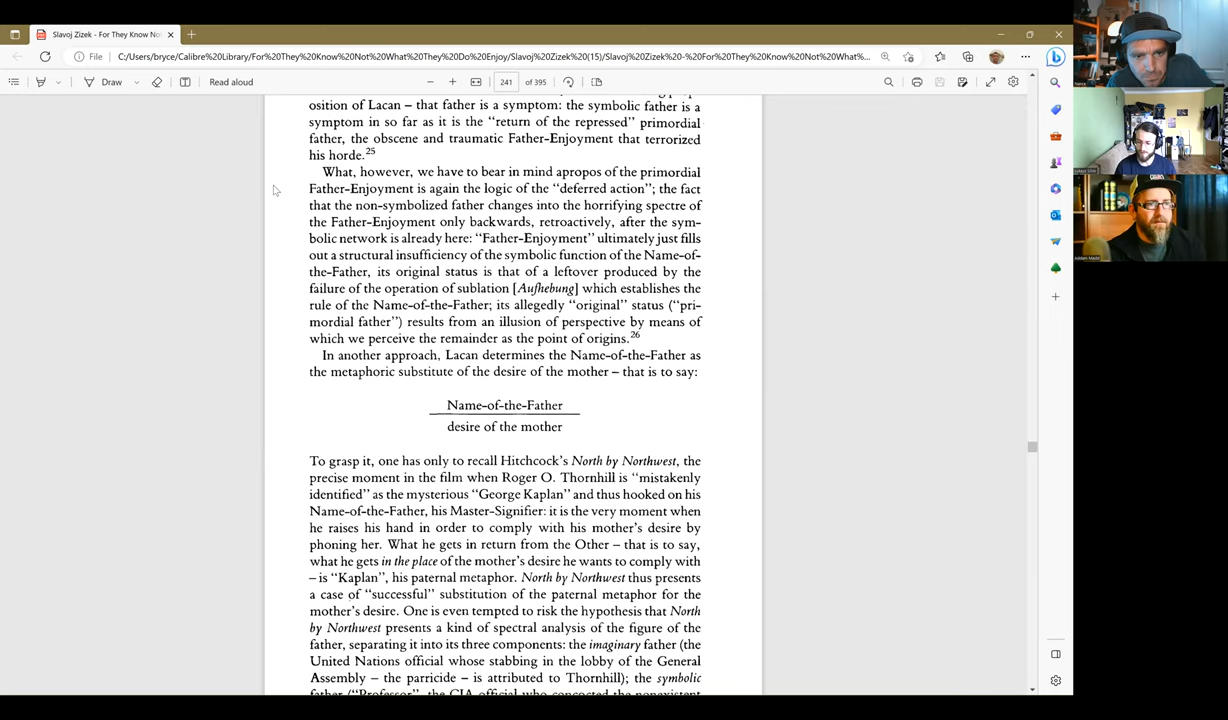 Slavoj Zizek - For They Know Not
File
C:/Users/bryce/Calibre%20Library/For%20They%20Know%20Not%20What%20They%20Do%20Enjoy/Slavoj%20Zizek%20(15)/Slavoj%20Zizek%20-%20For%20They%20Know%20Not%20What%...
Draw
Read aloud
241 of 395
osition of Lacan – that father is a symptom: the symbolic father is a
symptom in so far as it is the “return of the repressed” primordial
father, the obscene and traumatic Father-Enjoyment that terrorized
his horde.25
What, however, we have to bear in mind apropos of the primordial
Father-Enjoyment is again the logic of the “deferred action”; the fact
that the non-symbolized father changes into the horrifying spectre of
the Father-Enjoyment only backwards, retroactively, after the sym-
bolic network is already here: “Father-Enjoyment” ultimately just fills
out a structural insufficiency of the symbolic function of the Name-of-
the-Father, its original status is that of a leftover produced by the
failure of the operation of sublation [Aufhebung] which establishes the
rule of the Name-of-the-Father; its allegedly “original” status (“pri-
mordial father”) results from an illusion of perspective by means of
which we perceive the remainder as the point of origins.26
In another approach, Lacan determines the Name-of-the-Father as
the metaphoric substitute of the desire of the mother – that is to say:
Name-of-the-Father
desire of the mother
To grasp it, one has only to recall Hitchcock’s North by Northwest, the
precise moment in the film when Roger O. Thornhill is “mistakenly
identified” as the mysterious “George Kaplan” and thus hooked on his
Name-of-the-Father, his Master-Signifier: it is the very moment when
he raises his hand in order to comply with his mother’s desire by
phoning her. What he gets in return from the Other – that is to say,
what he gets in the place of the mother’s desire he wants to comply with
– is “Kaplan”, his paternal metaphor. North by Northwest thus presents
a case of “successful” substitution of the paternal metaphor for the
mother’s desire. One is even tempted to risk the hypothesis that North
by Northwest presents a kind of spectral analysis of the figure of the
father, separating it into its three components: the imaginary father (the
United Nations official whose stabbing in the lobby of the General
Assembly – the parricide – is attributed to Thornhill); the symbolic
father (“Professor”, the CIA official who concocted the nonexistent